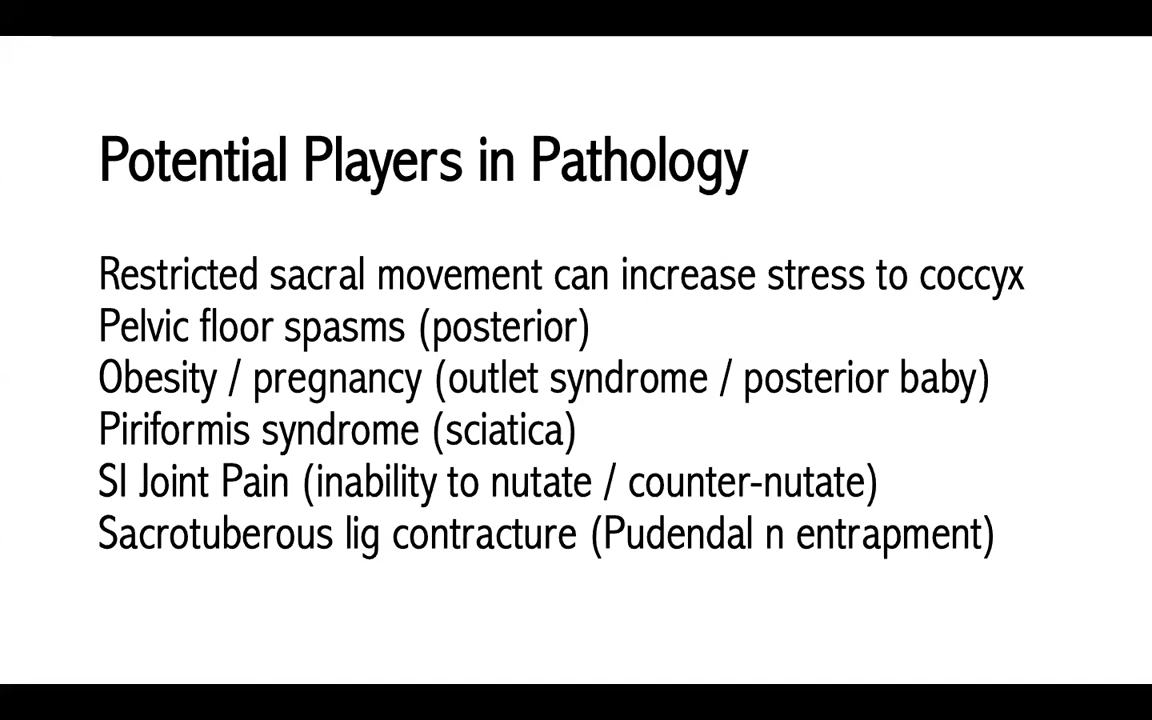 Potential Players in Pathology
Restricted sacral movement can increase stress to coccyx
Pelvic floor spasms (posterior)
Obesity / pregnancy (outlet syndrome / posterior baby)
Piriformis syndrome (sciatica)
SI Joint Pain (inability to nutate / counter-nutate)
Sacrotuberous lig contracture (Pudendal n entrapment)